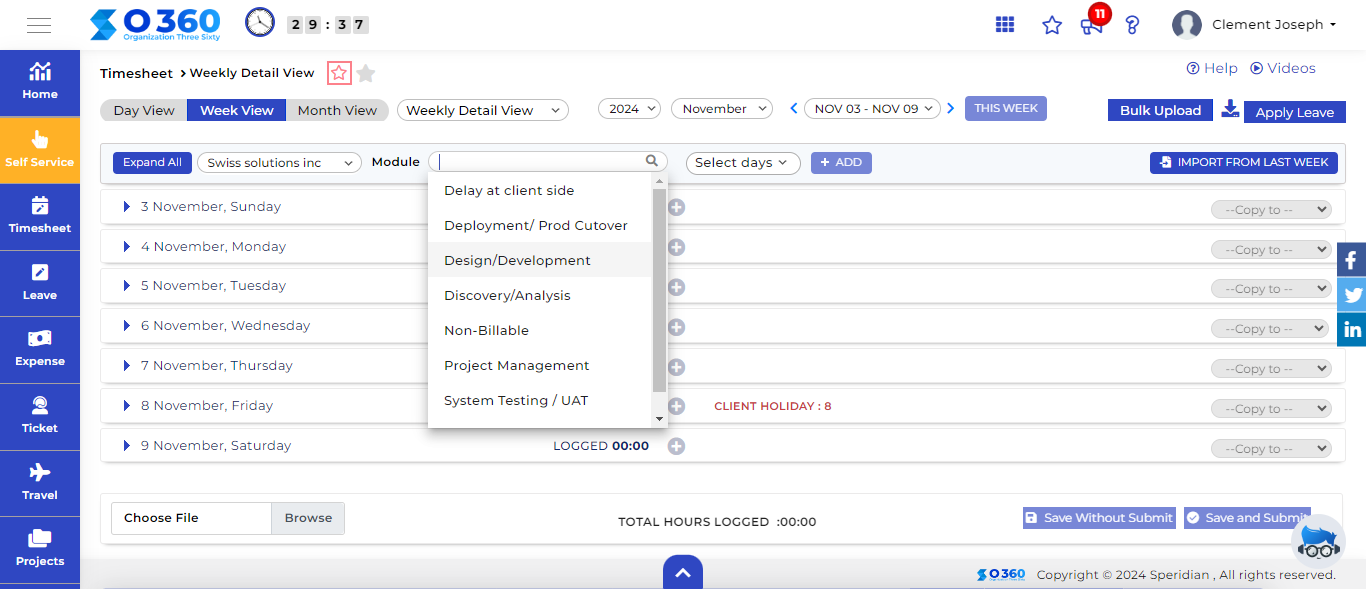 O 360
Organization Three Sixty
29:37
11
Clement Joseph
Home
Self Service
Timesheet
Leave
Expense
Ticket
Travel
Projects
Timesheet > Weekly Detail View
Help Videos
Day View Week View Month View Weekly Detail View 2024 November NOV 03 - NOV 09 THIS WEEK Bulk Upload Apply Leave
Expand All Swiss solutions inc Module Select days + ADD IMPORT FROM LAST WEEK
Delay at client side
Deployment/ Prod Cutover
Design/Development
Discovery/Analysis
Non-Billable
Project Management
System Testing / UAT
3 November, Sunday --Copy to --
4 November, Monday --Copy to --
5 November, Tuesday --Copy to --
6 November, Wednesday --Copy to --
7 November, Thursday --Copy to --
8 November, Friday CLIENT HOLIDAY : 8 --Copy to --
9 November, Saturday LOGGED 00:00 --Copy to --
Choose File Browse TOTAL HOURS LOGGED :00:00 Save Without Submit Save and Submit
O 360 Copyright © 2024 Speridian , All rights reserved.